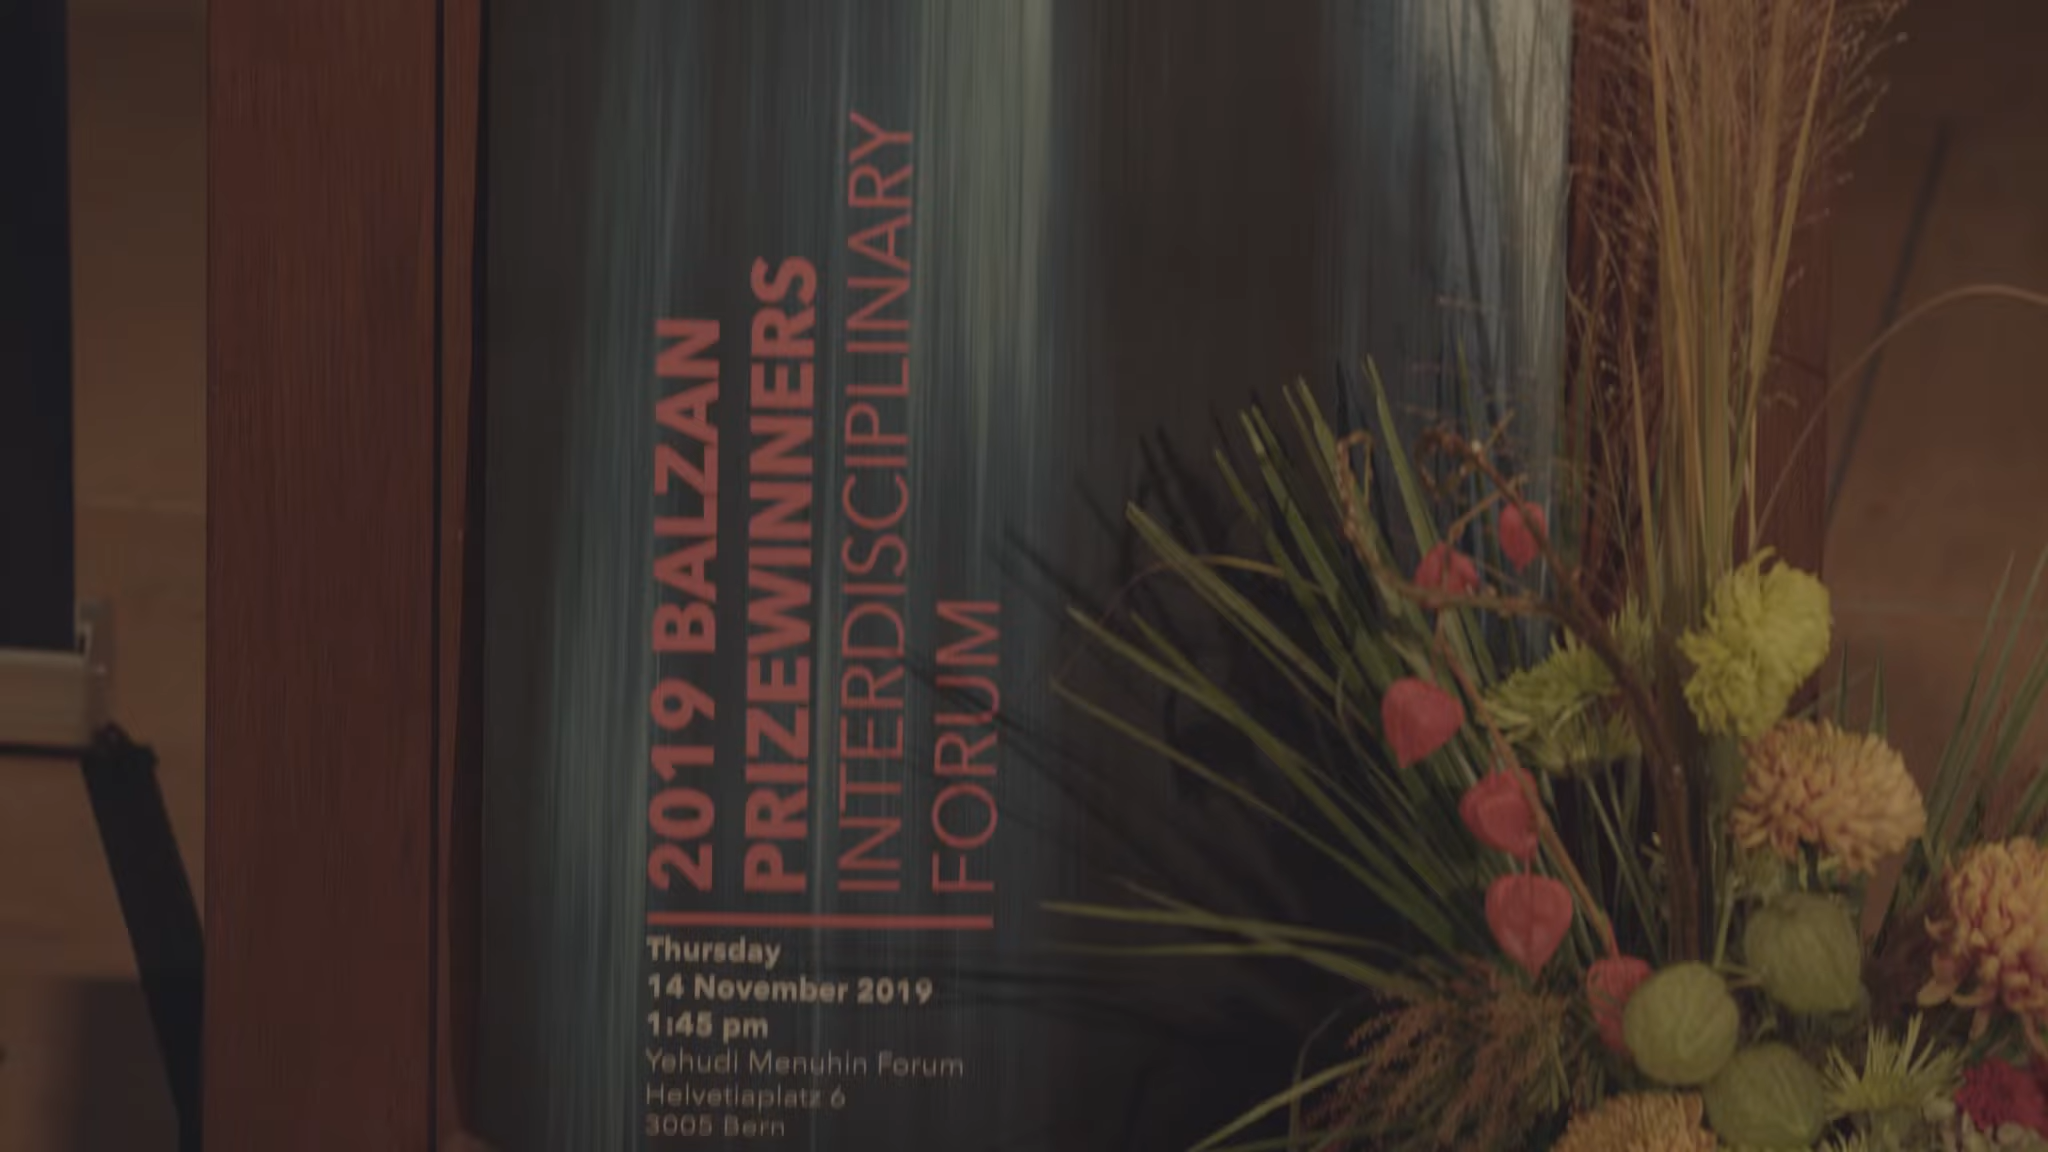 2019 BALZAN
PRIZEWINNERS
INTERDISCIPLINARY
FORUM
Thursday
14 November 2019
1:45 pm
Yehudi Menuhin Forum
Helvetiaplatz 6
3005 Bern